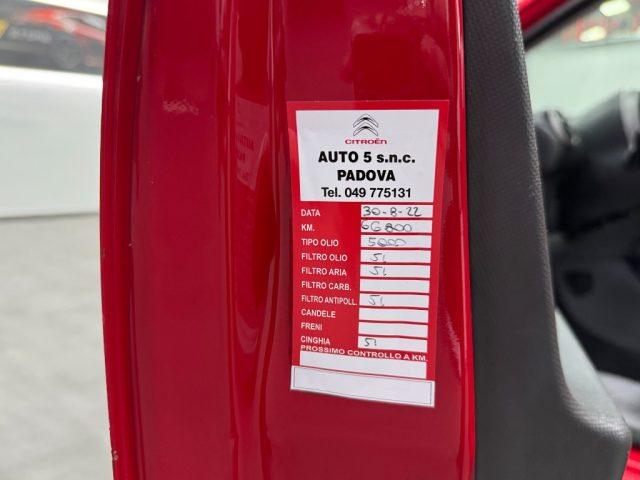 CITROËN
AUTO 5 s.n.c.
PADOVA
Tel. 049 775131
DATA 30-8-22
KM. 66800
TIPO OLIO 5000
FILTRO OLIO SI
FILTRO ARIA SI
FILTRO CARB.
FILTRO ANTIPOLL. SI
CANDELE
FRENI
CINGHIA SI
PROSSIMO CONTROLLO A KM.